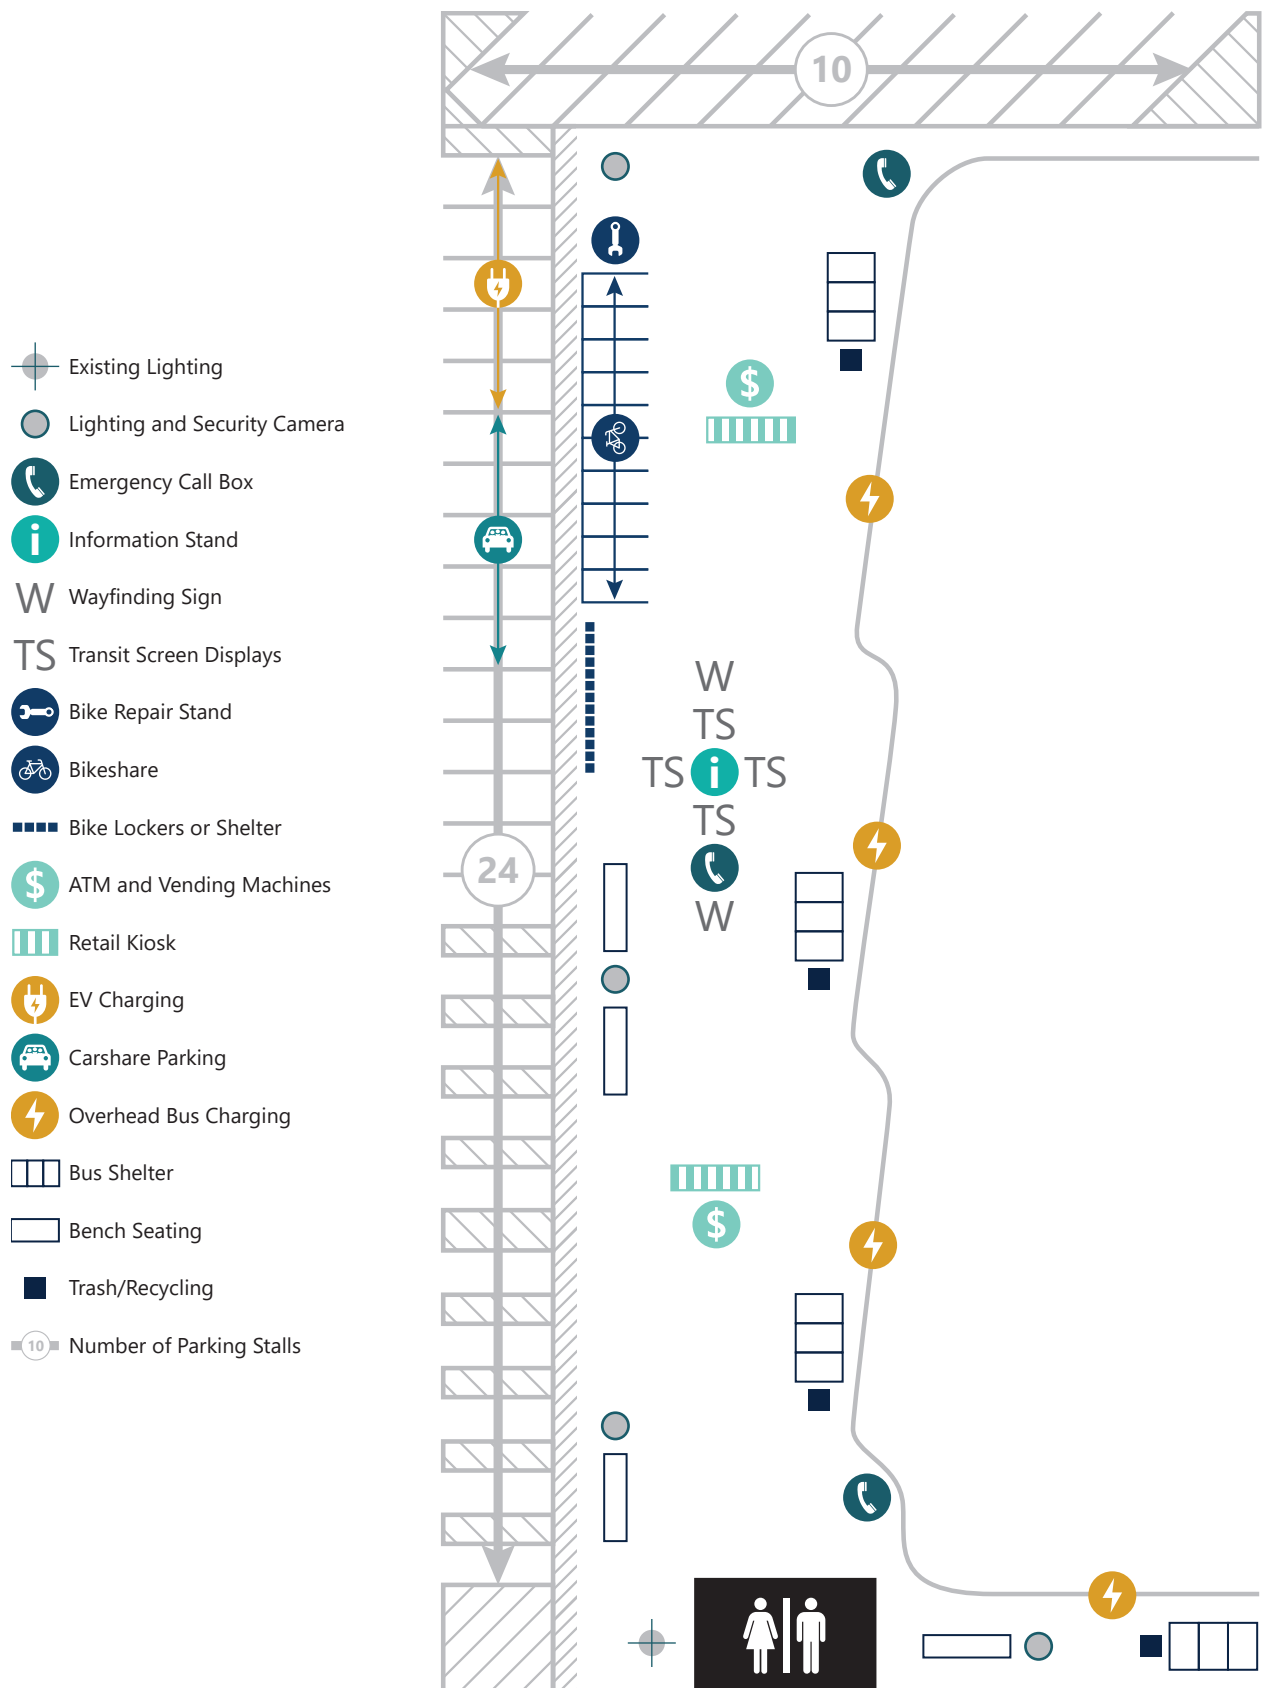 10
$
Existing Lighting
Lighting and Security Camera
Emergency Call Box
i Information Stand
W Wayfinding Sign
TS Transit Screen Displays
Bike Repair Stand
Bikeshare
Bike Lockers or Shelter
$ ATM and Vending Machines
Retail Kiosk
EV Charging
Carshare Parking
Overhead Bus Charging
Bus Shelter
Bench Seating
Trash/Recycling
10 Number of Parking Stalls
W
TS
TS i TS
TS
24
W
$